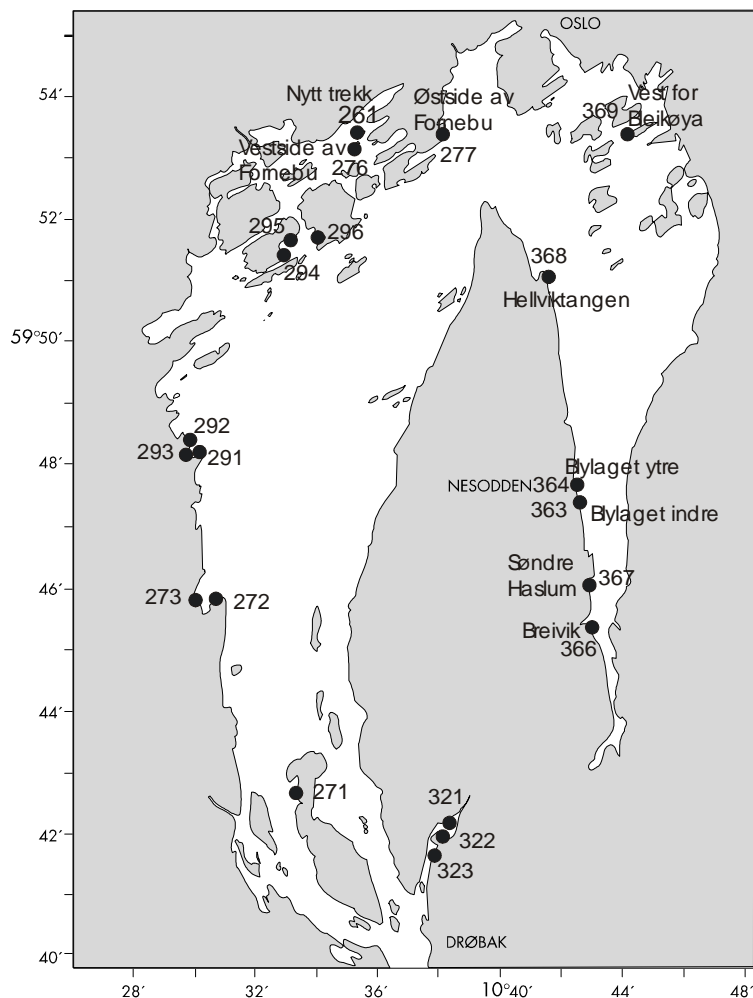 OSLO
54´
Nytt trekk
261
Østside av
Fornebu
277
369
Vest for
Bleikøya
Vestside av
Fornebu
276
52´
295
296
294
368
Hellviktangen
59°50´
292
293
291
48´
Blylaget ytre
NESODDEN
364
363
Blylaget indre
Søndre
Haslum
367
46´
273
272
Breivik
366
44´
271
321
322
323
42´
40´
DRØBAK
28´
32´
36´
10°40´
44´
48´